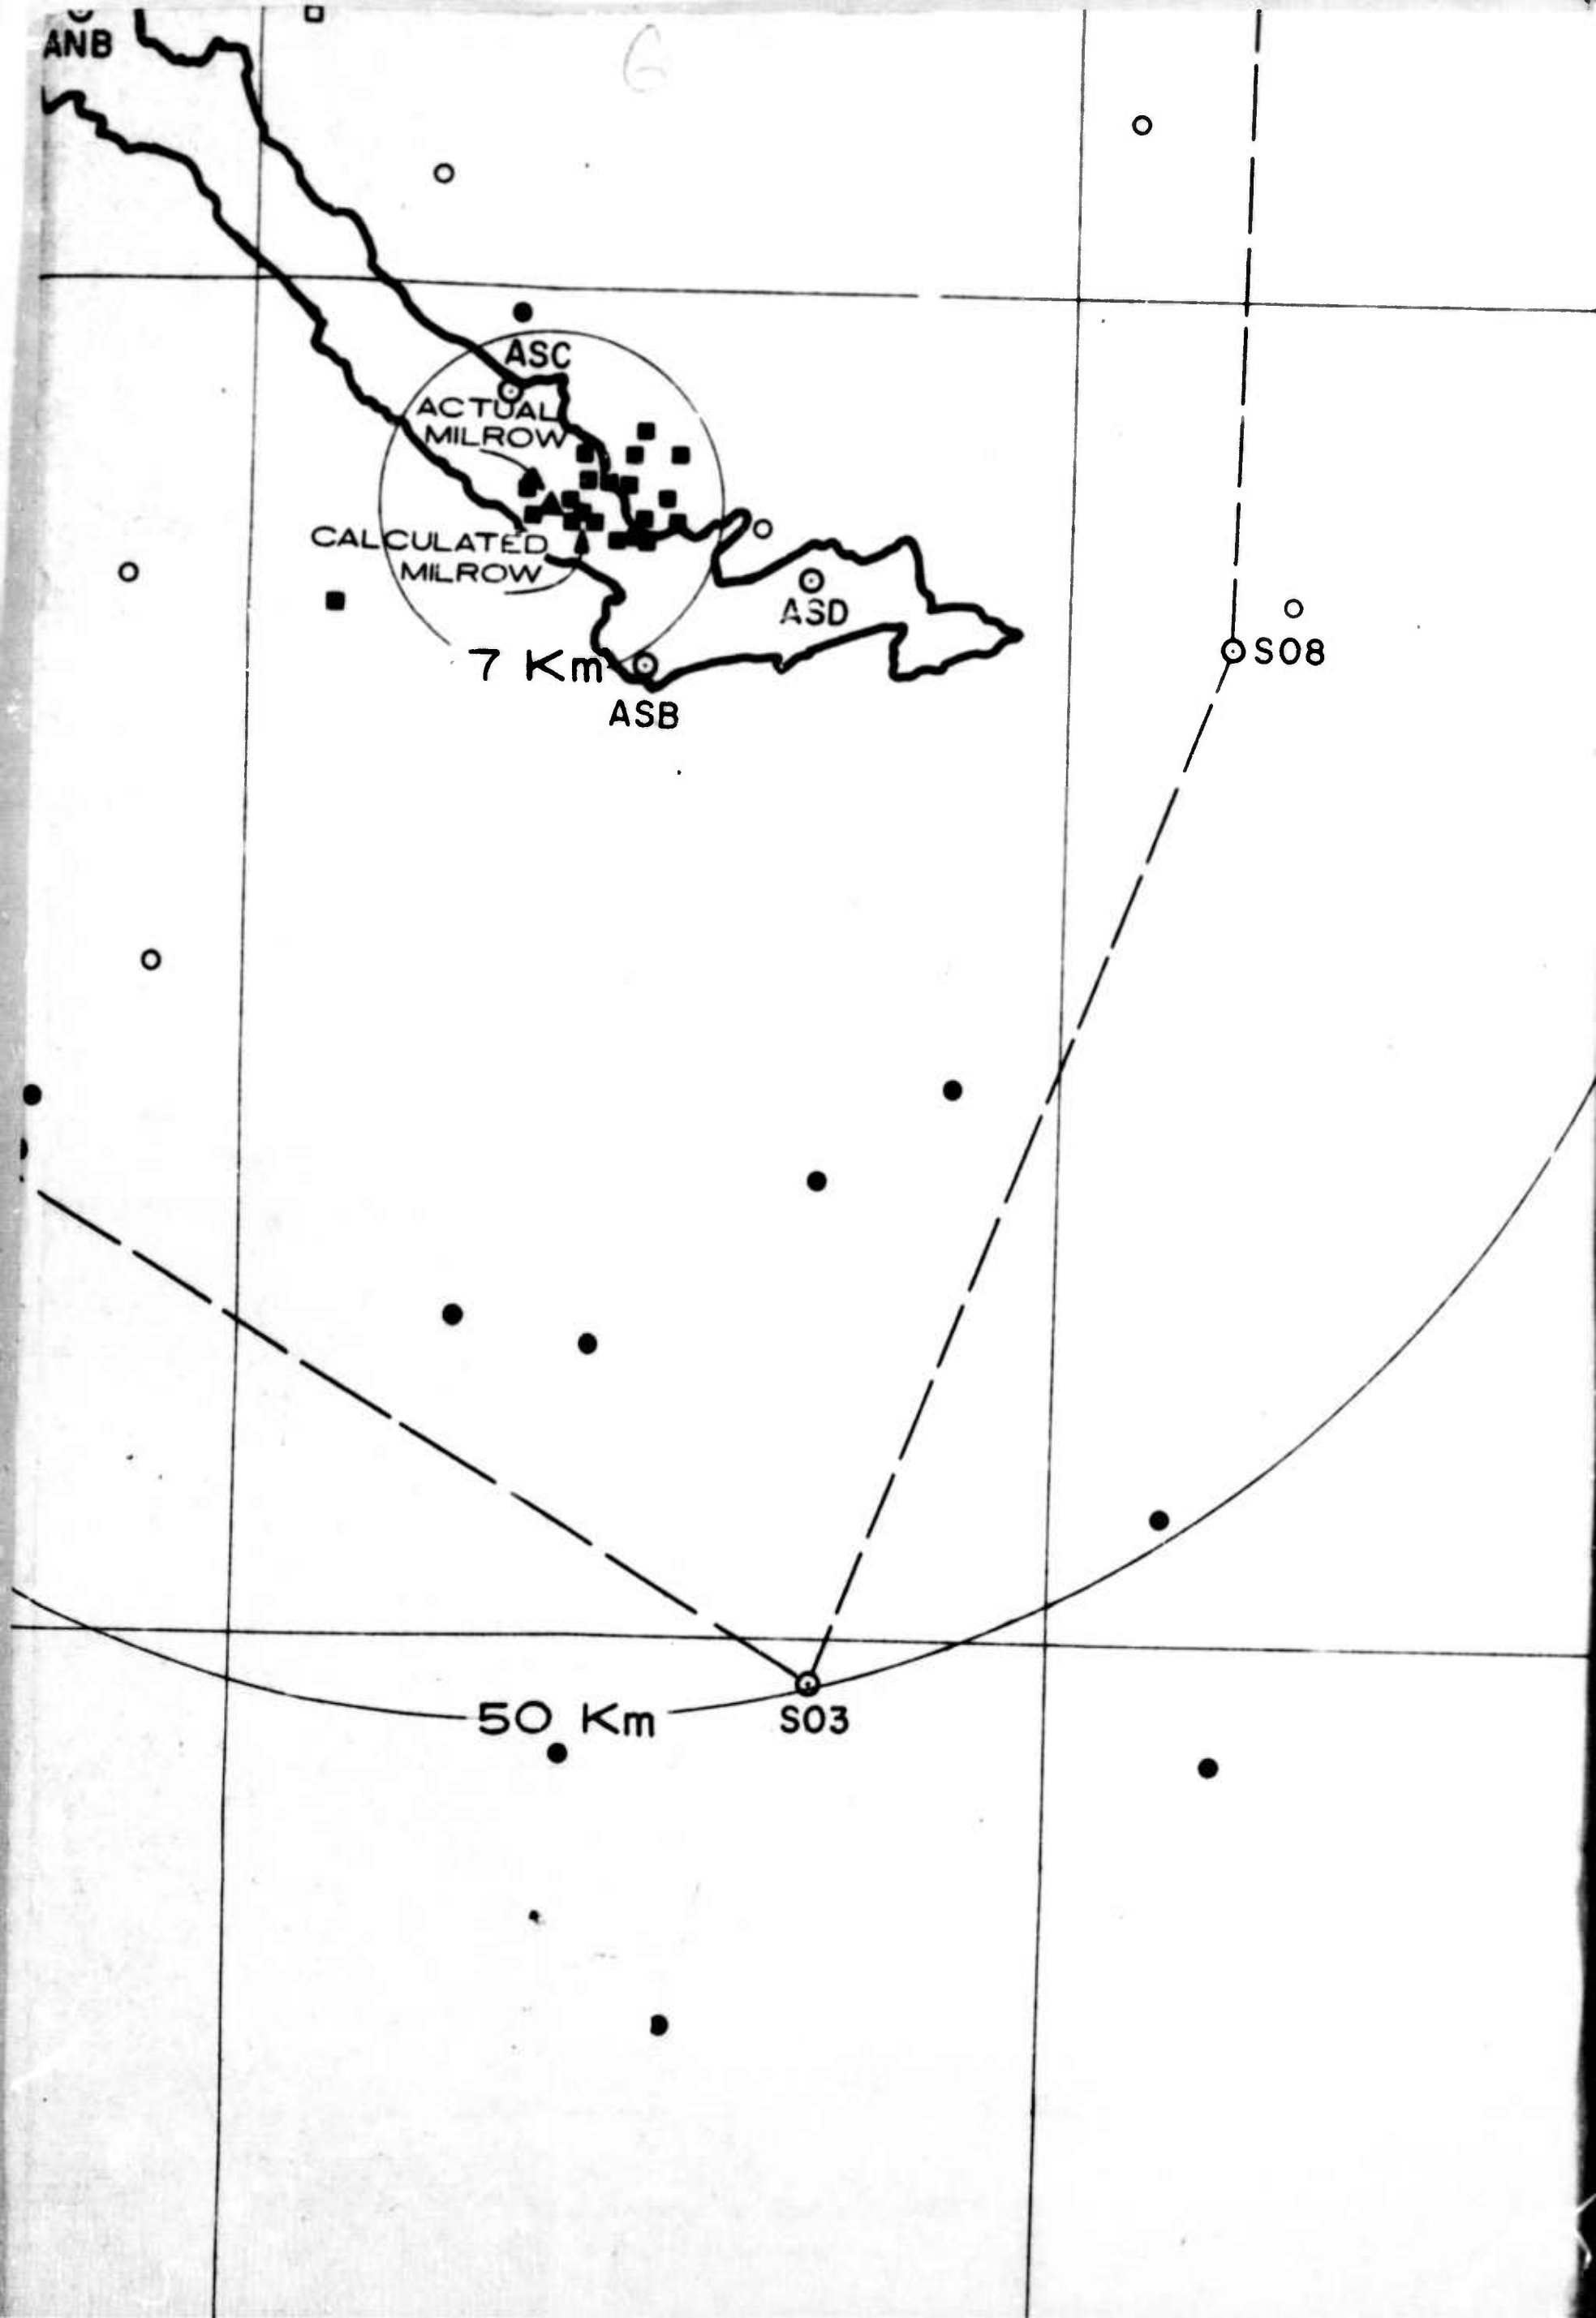 G
ANB
ASC
ACTUAL
MILROW
CALCULATED
MILROW
ASD
7 Km
ASB
S08
50 Km
S03